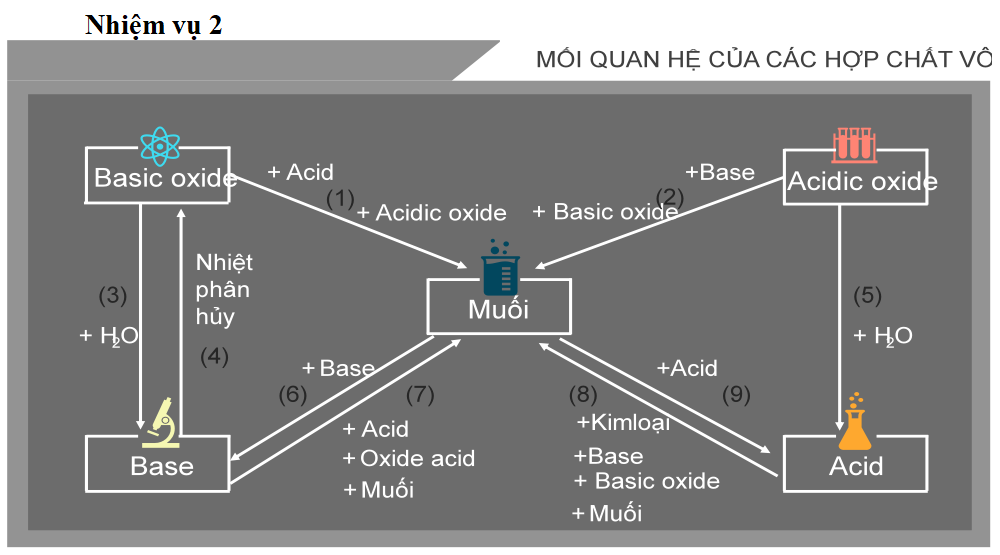 Nhiệm vụ 2
MỐI QUAN HỆ CỦA CÁC HỢP CHẤT VÔ
Basic oxide
+ Acid
(1)
+ Acidic oxide
+Base
(2)
+ Basic oxide
Acidic oxide
Nhiệt
phân
hủy
(3)
+ H2O
(4)
Muối
(5)
+ H2O
+ Base
(6)
(7)
+ Acid
+ Oxide acid
+ Muối
+Acid
(8)
(9)
+Kimloại
+Base
+ Basic oxide
+ Muối
Base
Acid